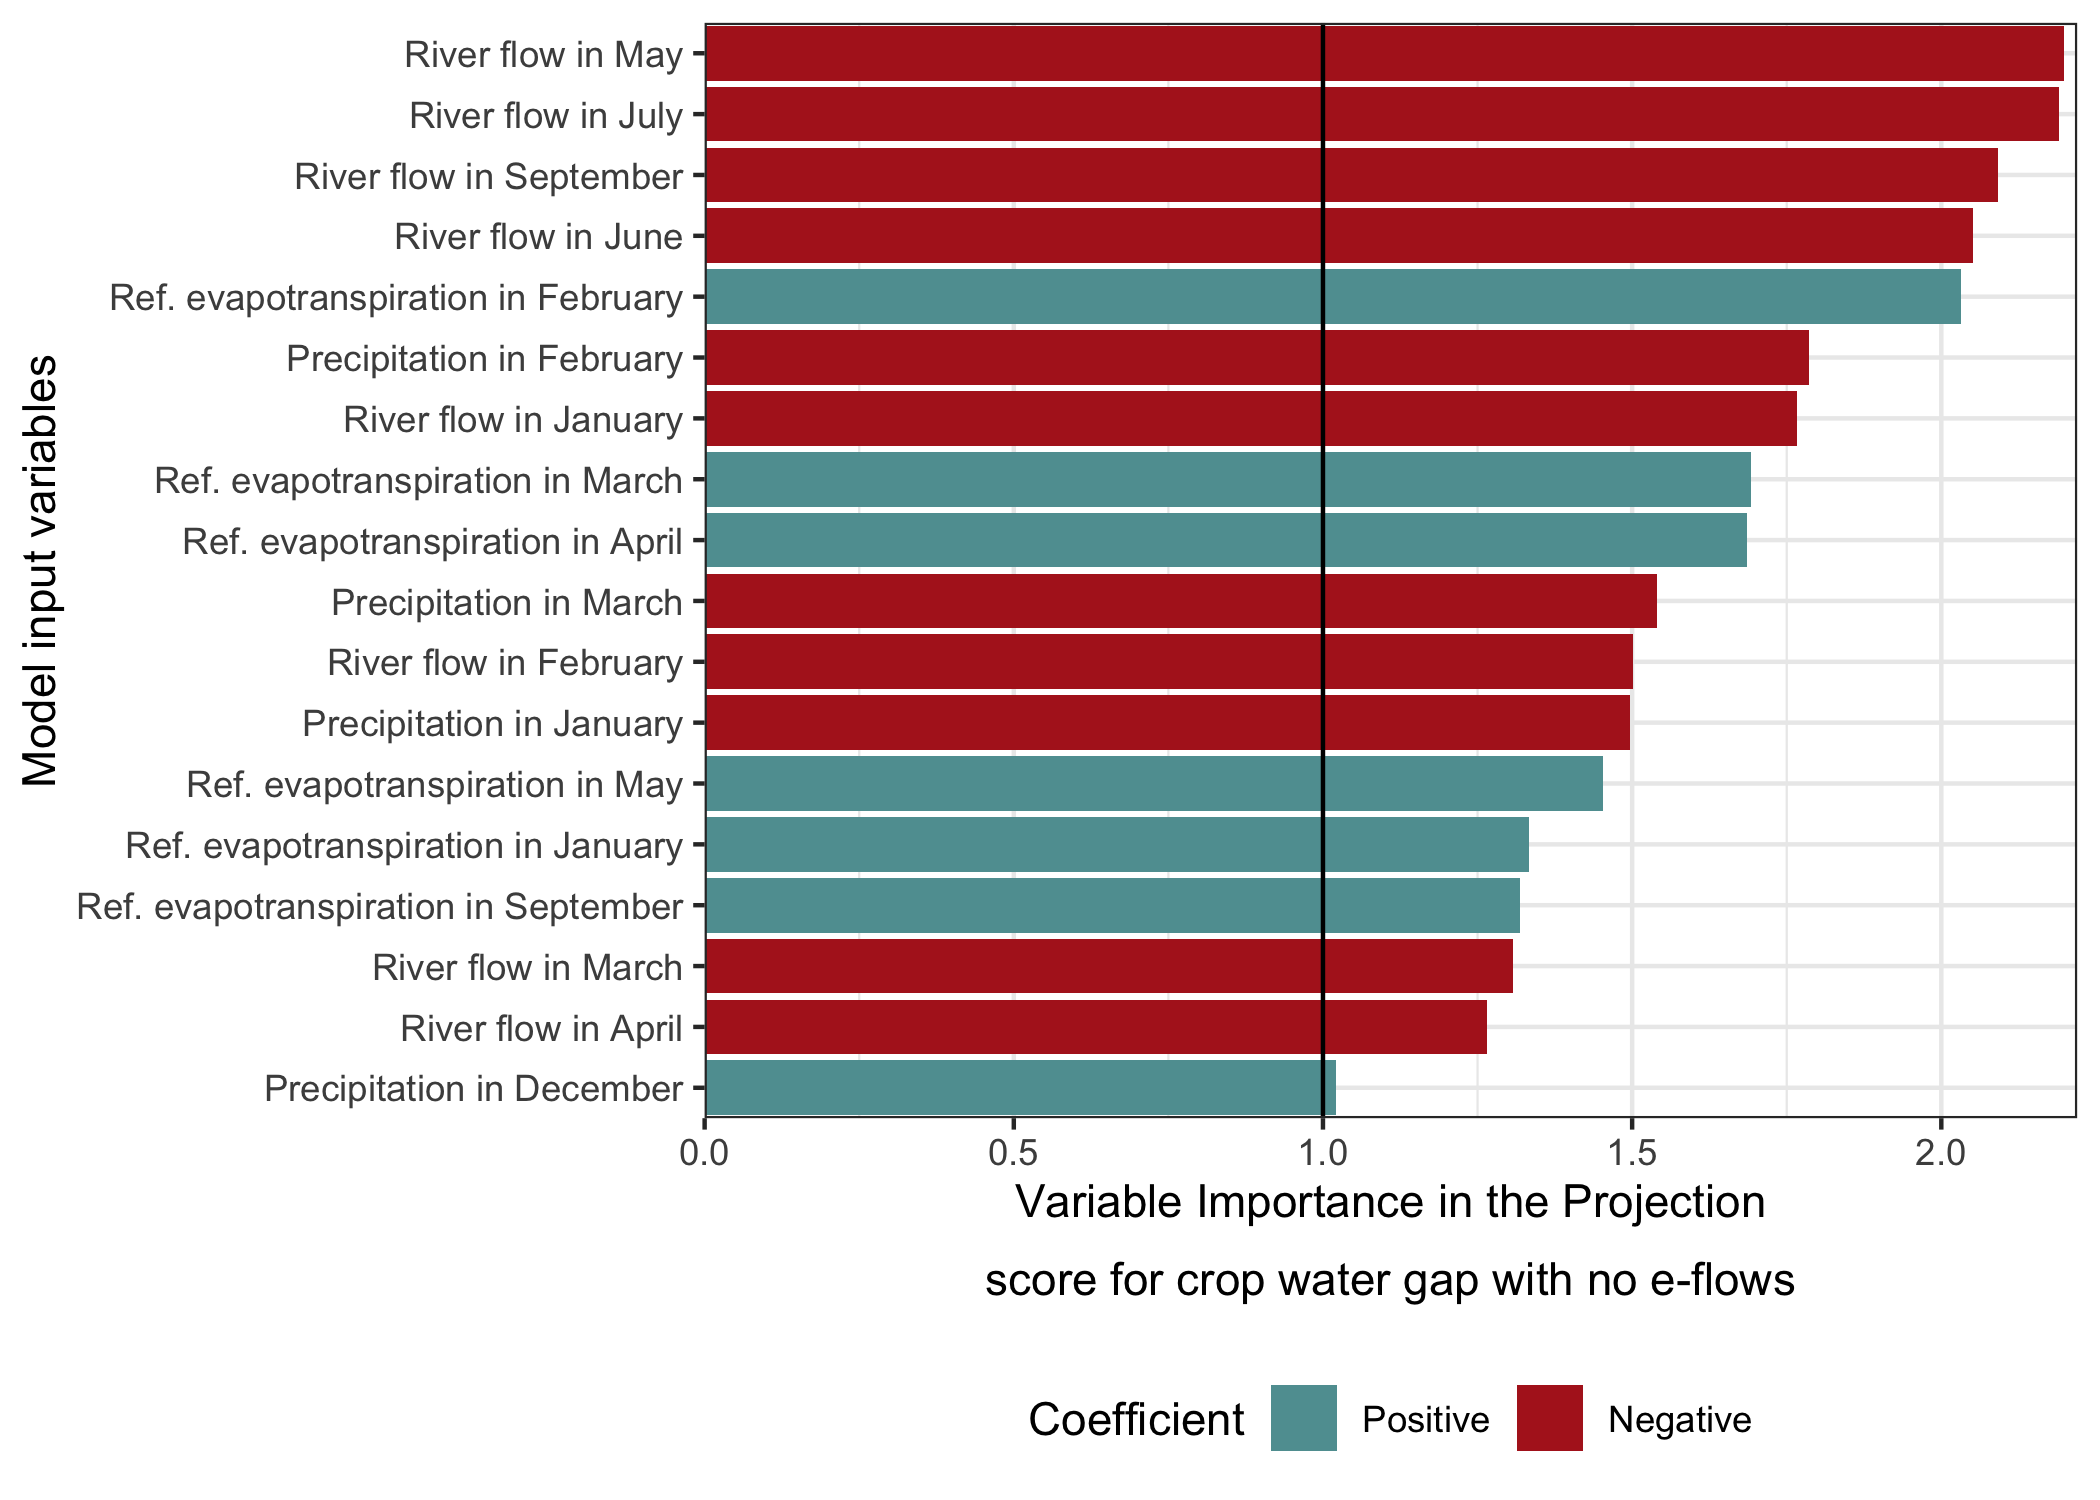 River flow in May
River flow in July
River flow in September
River flow in June
Ref. evapotranspiration in February
Precipitation in February
River flow in January
Ref. evapotranspiration in March
Ref. evapotranspiration in April
Precipitation in March
River flow in February
Precipitation in January
Ref. evapotranspiration in May
Ref. evapotranspiration in January
Ref. evapotranspiration in September
River flow in March
River flow in April
Precipitation in December
Model input variables
0.0 0.5 1.0 1.5 2.0
Variable Importance in the Projection
score for crop water gap with no e-flows
Coefficient Positive Negative